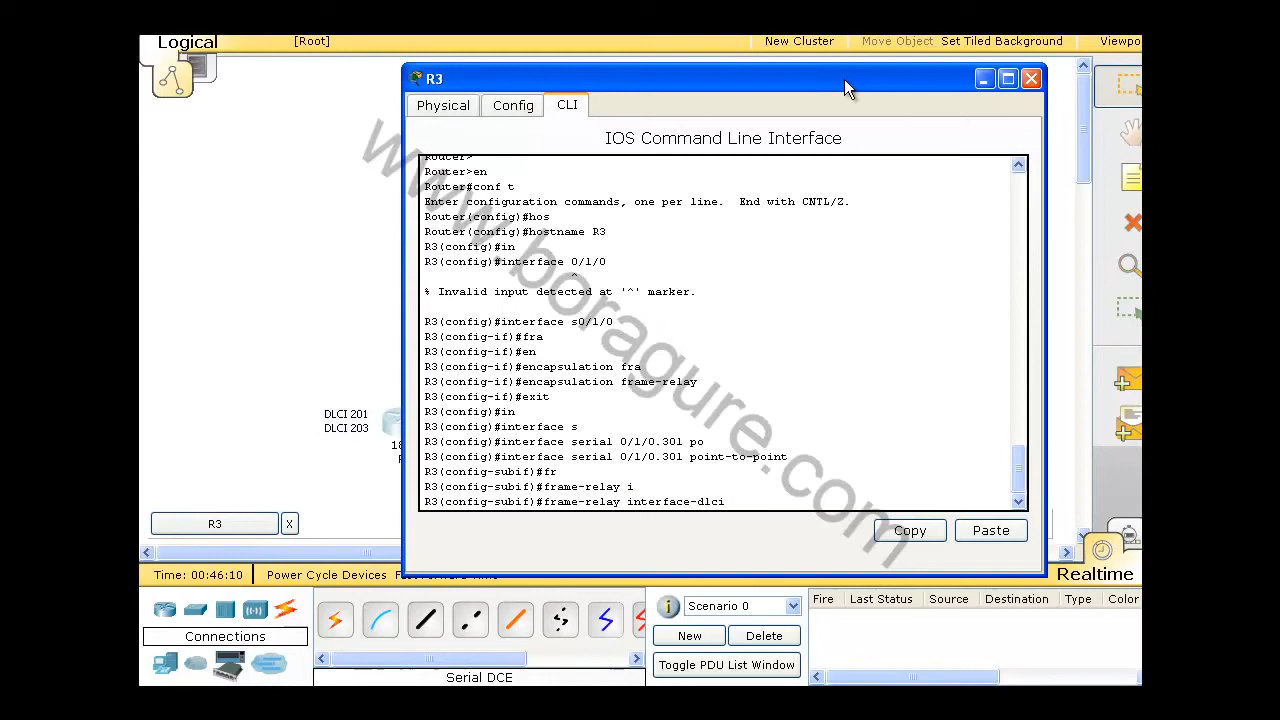 Logical
[Root]
New Cluster
Move Object
Set Tiled Background
Viewpo
R3
Physical
Config
CLI
IOS Command Line Interface
Router>
Router>en
Router#conf t
Enter configuration commands, one per line.  End with CNTL/Z.
Router(config)#hos
Router(config)#hostname R3
R3(config)#in
R3(config)#interface 0/1/0
^
% Invalid input detected at '^' marker.
R3(config)#interface s0/1/0
R3(config-if)#fra
R3(config-if)#en
R3(config-if)#encapsulation fra
R3(config-if)#encapsulation frame-relay
R3(config-if)#exit
R3(config)#in
R3(config)#interface s
R3(config)#interface serial 0/1/0.301 po
R3(config)#interface serial 0/1/0.301 point-to-point
R3(config-subif)#fr
R3(config-subif)#frame-relay i
R3(config-subif)#frame-relay interface-dlci
Copy
Paste
www.boragure.com
DLCI 201
DLCI 203
18
R3
X
Time: 00:46:10
Power Cycle Devices
Realtime
Connections
Serial DCE
Scenario 0
New
Delete
Toggle PDU List Window
Fire
Last Status
Source
Destination
Type
Color